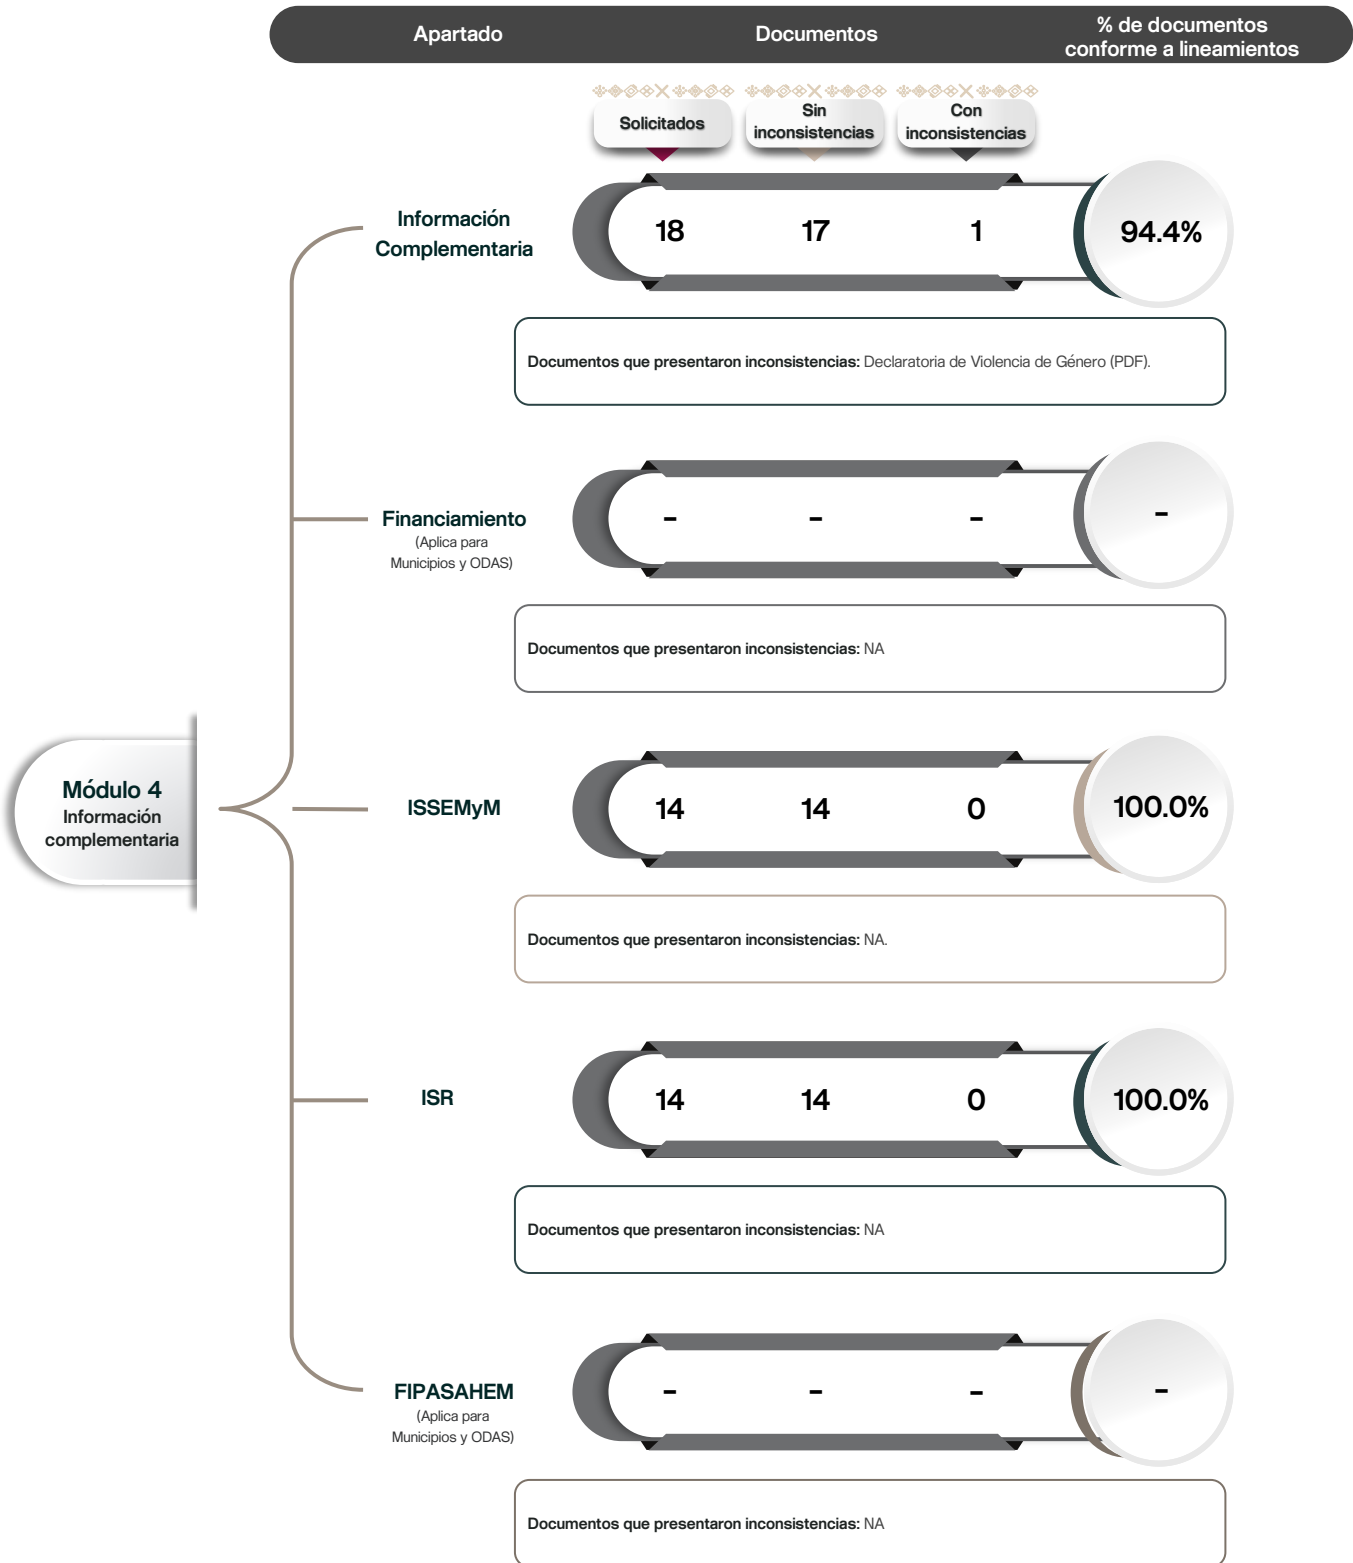 Apartado
Documentos
% de documentos
conforme a lineamientos
Solicitados
Sin
inconsistencias
Con
inconsistencias
Información
Complementaria
18 17 1 94.4%
Documentos que presentaron inconsistencias: Declaratoria de Violencia de Género (PDF).
Financiamiento
(Aplica para
Municipios y ODAS)
- - - -
Documentos que presentaron inconsistencias: NA
Módulo 4
Información
complementaria
ISSEMyM
14 14 0 100.0%
Documentos que presentaron inconsistencias: NA.
ISR
14 14 0 100.0%
Documentos que presentaron inconsistencias: NA
FIPASAHEM
(Aplica para
Municipios y ODAS)
- - - -
Documentos que presentaron inconsistencias: NA